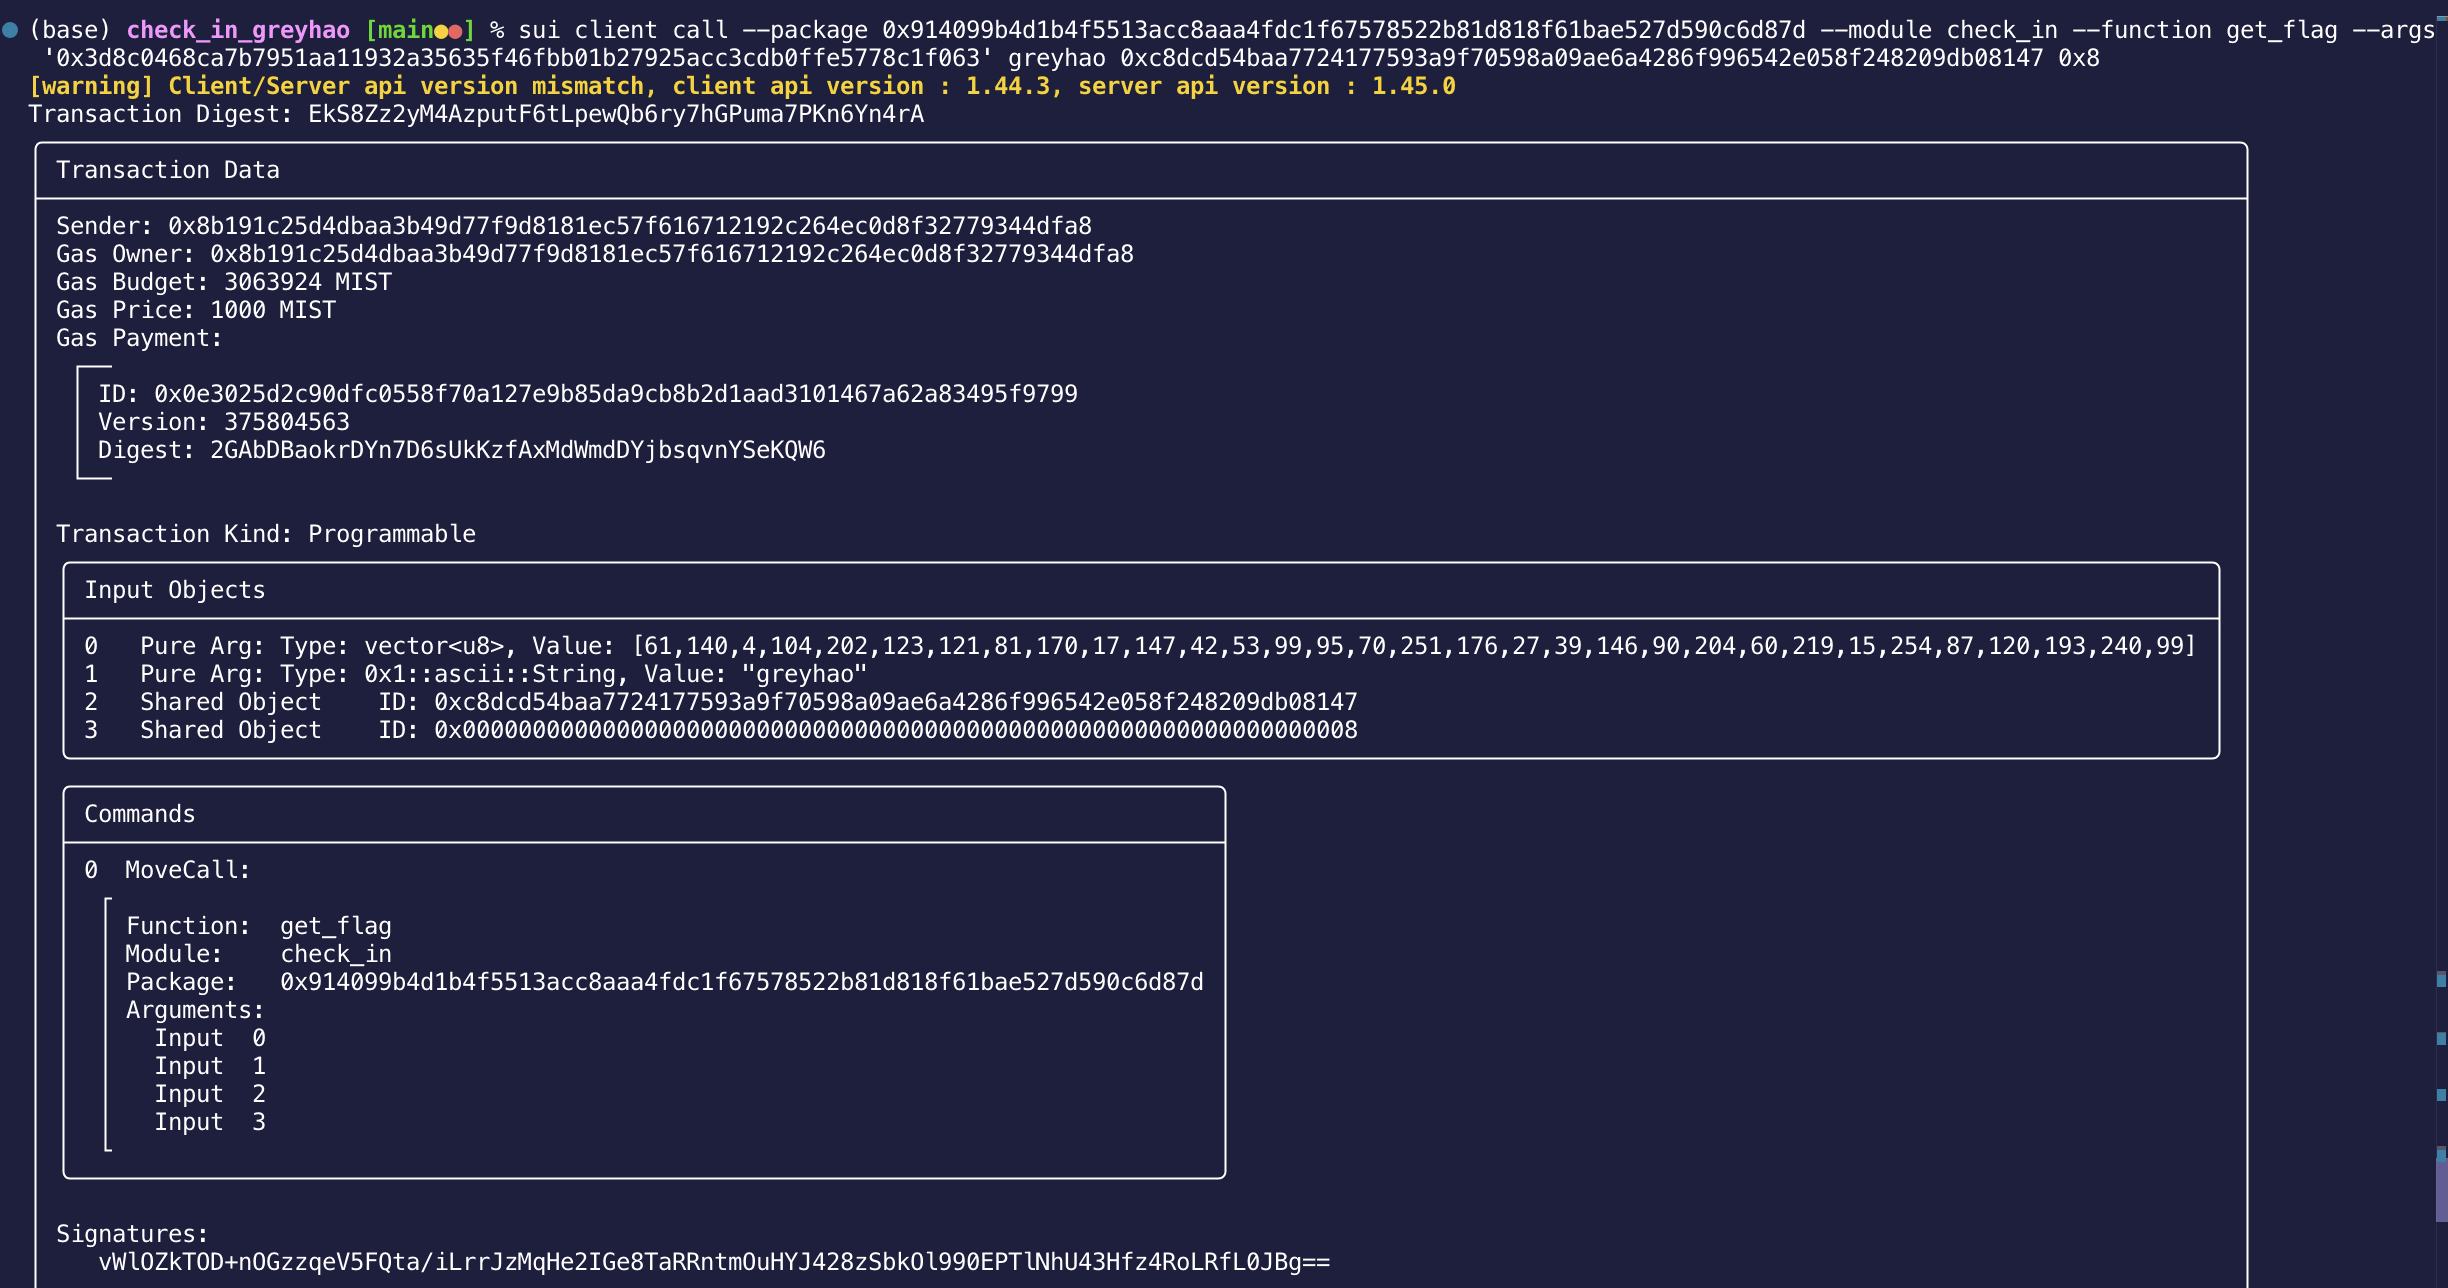 (base) check_in_greyhao [main●●] % sui client call --package 0x914099b4d1b4f5513acc8aaa4fdc1f67578522b81d818f61bae527d590c6d87d --module check_in --function get_flag --args
'0x3d8c0468ca7b7951aa11932a35635f46fbb01b27925acc3cdb0ffe5778c1f063' greyhao 0xc8dcd54baa7724177593a9f70598a09ae6a4286f996542e058f248209db08147 0x8
[warning] Client/Server api version mismatch, client api version : 1.44.3, server api version : 1.45.0
Transaction Digest: EkS8Zz2yM4AzputF6tLpewQb6ry7hGPuma7PKn6Yn4rA
Transaction Data
Sender: 0x8b191c25d4dbaa3b49d77f9d8181ec57f616712192c264ec0d8f32779344dfa8
Gas Owner: 0x8b191c25d4dbaa3b49d77f9d8181ec57f616712192c264ec0d8f32779344dfa8
Gas Budget: 3063924 MIST
Gas Price: 1000 MIST
Gas Payment:
ID: 0x0e3025d2c90dfc0558f70a127e9b85da9cb8b2d1aad3101467a62a83495f9799
Version: 375804563
Digest: 2GAbDBaokrDYn7D6sUkKzfAxMdWmdDYjbsqvnYSeKQW6
Transaction Kind: Programmable
Input Objects
0 Pure Arg: Type: vector<u8>, Value: [61,140,4,104,202,123,121,81,170,17,147,42,53,99,95,70,251,176,27,39,146,90,204,60,219,15,254,87,120,193,240,99]
1 Pure Arg: Type: 0x1::ascii::String, Value: "greyhao"
2 Shared Object ID: 0xc8dcd54baa7724177593a9f70598a09ae6a4286f996542e058f248209db08147
3 Shared Object ID: 0x0000000000000000000000000000000000000000000000000000000000000008
Commands
0 MoveCall:
Function: get_flag
Module: check_in
Package: 0x914099b4d1b4f5513acc8aaa4fdc1f67578522b81d818f61bae527d590c6d87d
Arguments:
Input 0
Input 1
Input 2
Input 3
Signatures:
vWlOZkTOD+nOGzzqeV5FQta/iLrrJzMqHe2IGe8TaRRntmOuHYJ428zSbkOl990EPTlNhU43Hfz4RoLRfL0JBg==